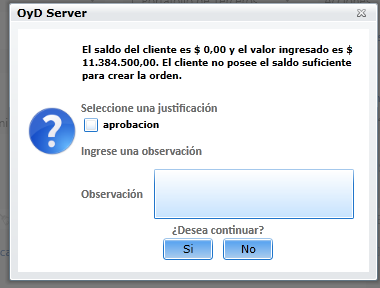 OyD Server
El saldo del cliente es $ 0,00 y el valor ingresado es $
11.384.500,00. El cliente no posee el saldo suficiente
para crear la orden.
Seleccione una justificación
aprobacion
Ingrese una observación
Observación
¿Desea continuar?
Si No